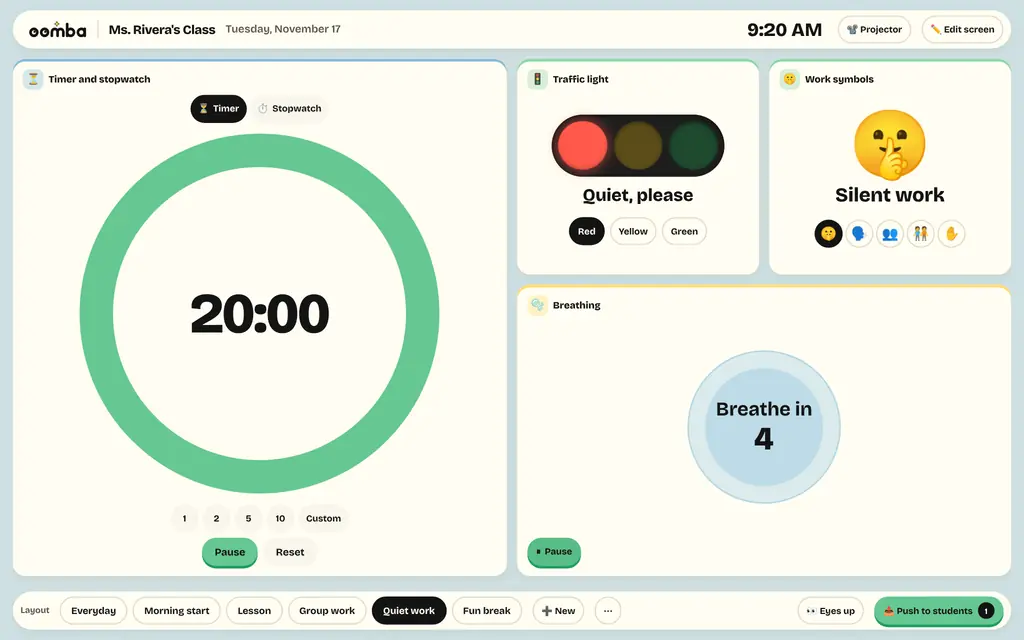 oomba
Ms. Rivera's Class
Tuesday, November 17
9:20 AM
Projector
Edit screen
Timer and stopwatch
Timer
Stopwatch
20:00
1
2
5
10
Custom
Pause
Reset
Traffic light
Quiet, please
Red
Yellow
Green
Work symbols
Silent work
Breathing
Breathe in
4
Pause
Layout
Everyday
Morning start
Lesson
Group work
Quiet work
Fun break
New
...
Eyes up
Push to students
1